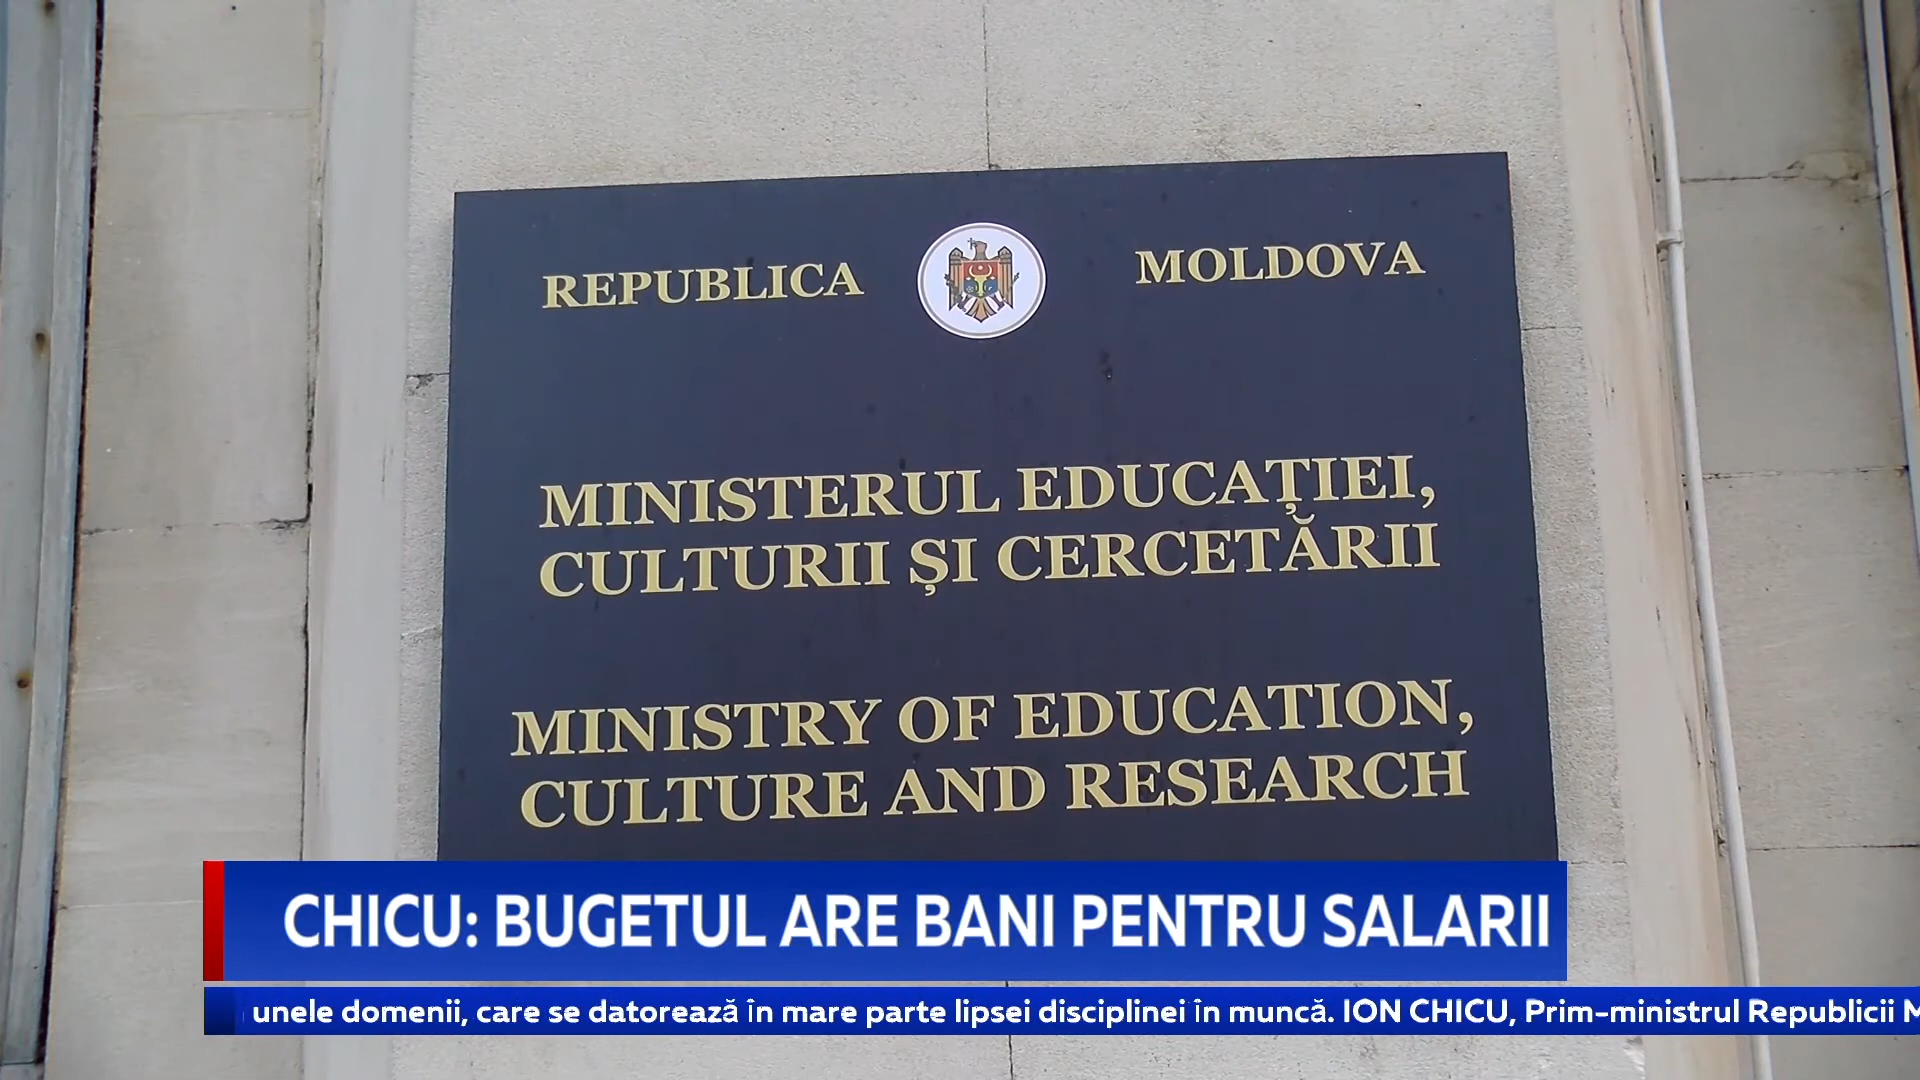 REPUBLICA MOLDOVA
MINISTERUL EDUCAȚIEI,
CULTURII ȘI CERCETĂRII
MINISTRY OF EDUCATION,
CULTURE AND RESEARCH
CHICU: BUGETUL ARE BANI PENTRU SALARII
unele domenii, care se datorează în mare parte lipsei disciplinei în muncă. ION CHICU, Prim-ministrul Republicii